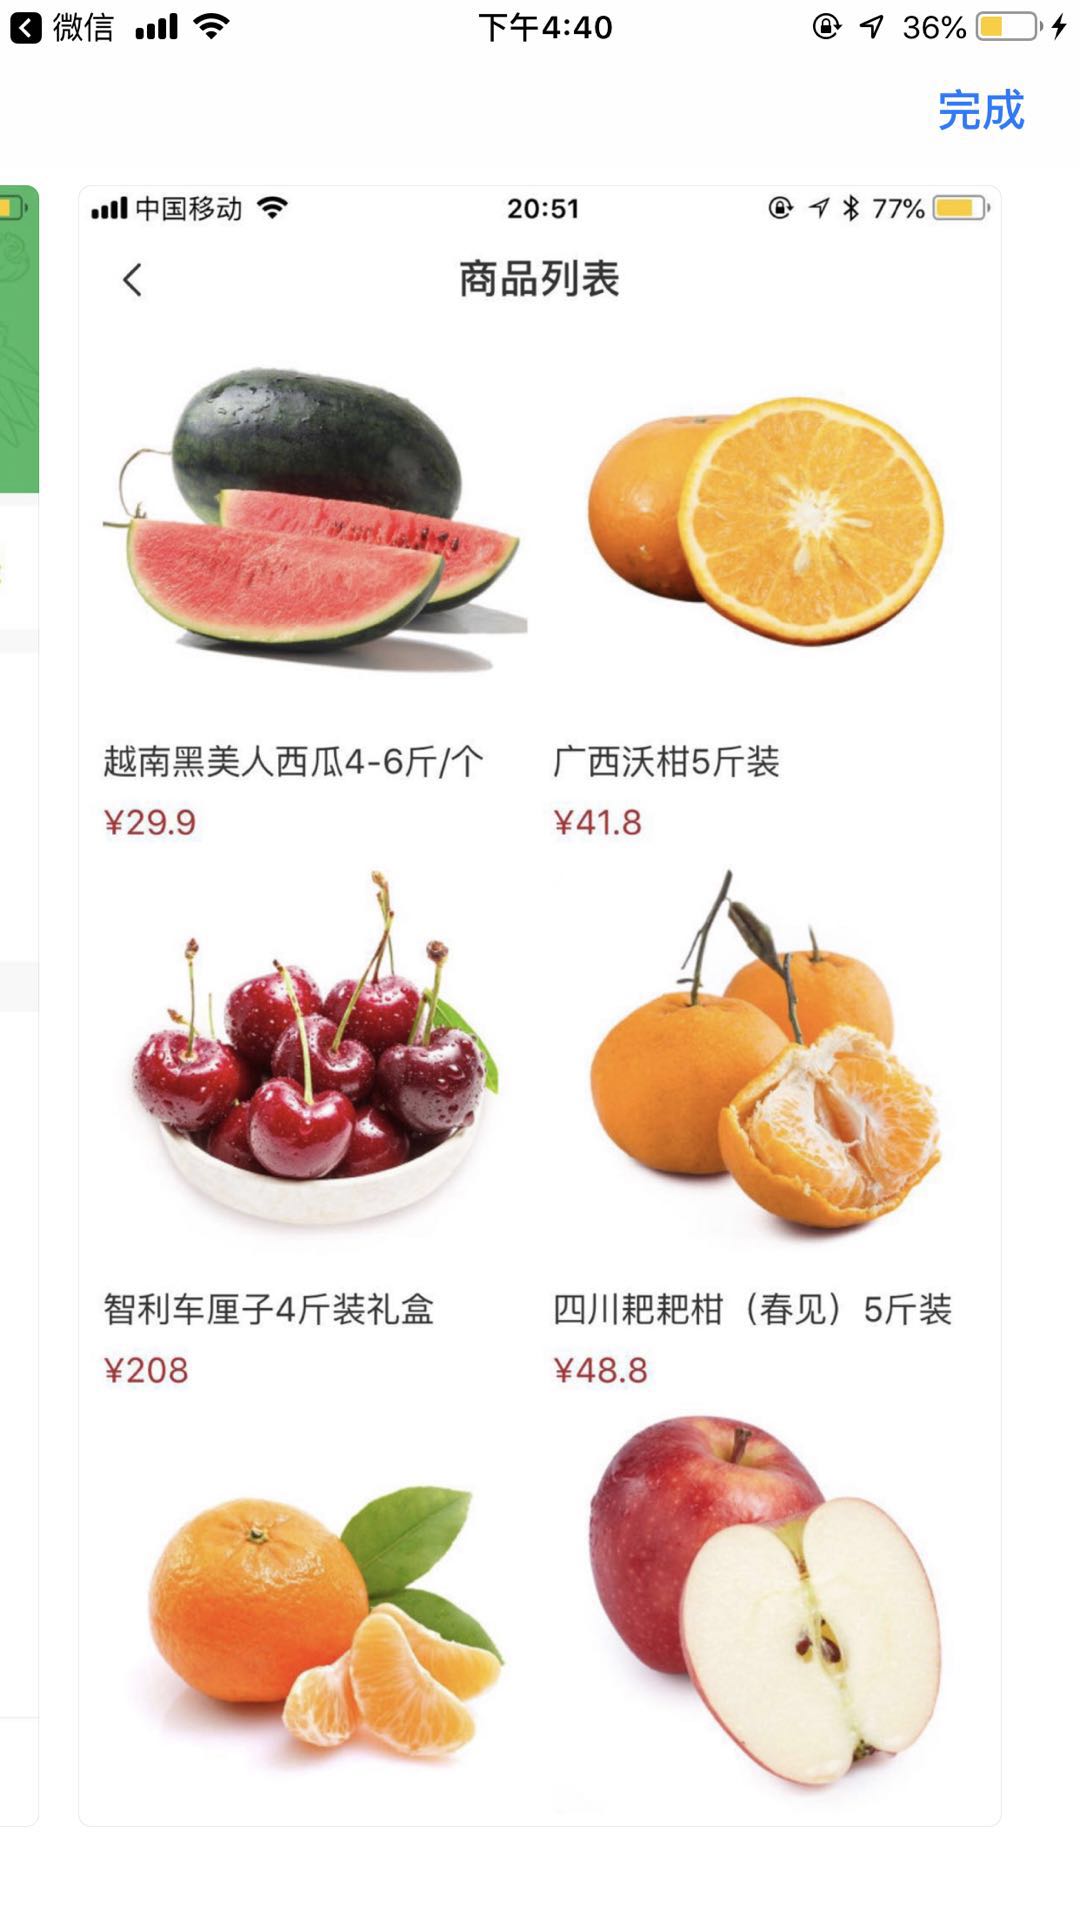 微信
下午4:40
36%
完成
中国移动
20:51
77%
商品列表
越南黑美人西瓜4-6斤/个
广西沃柑5斤装
¥29.9
¥41.8
智利车厘子4斤装礼盒
四川耙耙柑（春见）5斤装
¥208
¥48.8